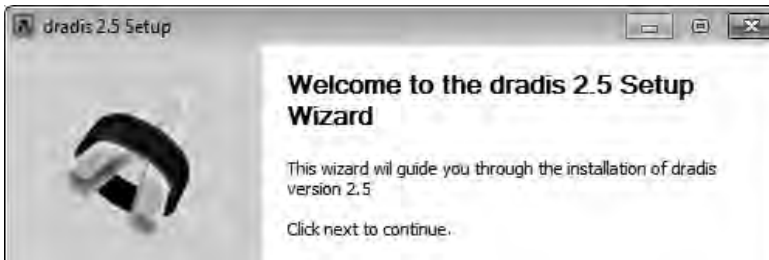 dradis 2.5 Setup
Welcome to the dradis 2.5 Setup
Wizard
This wizard wil guide you through the installation of dradis
version 2.5
Click next to continue.